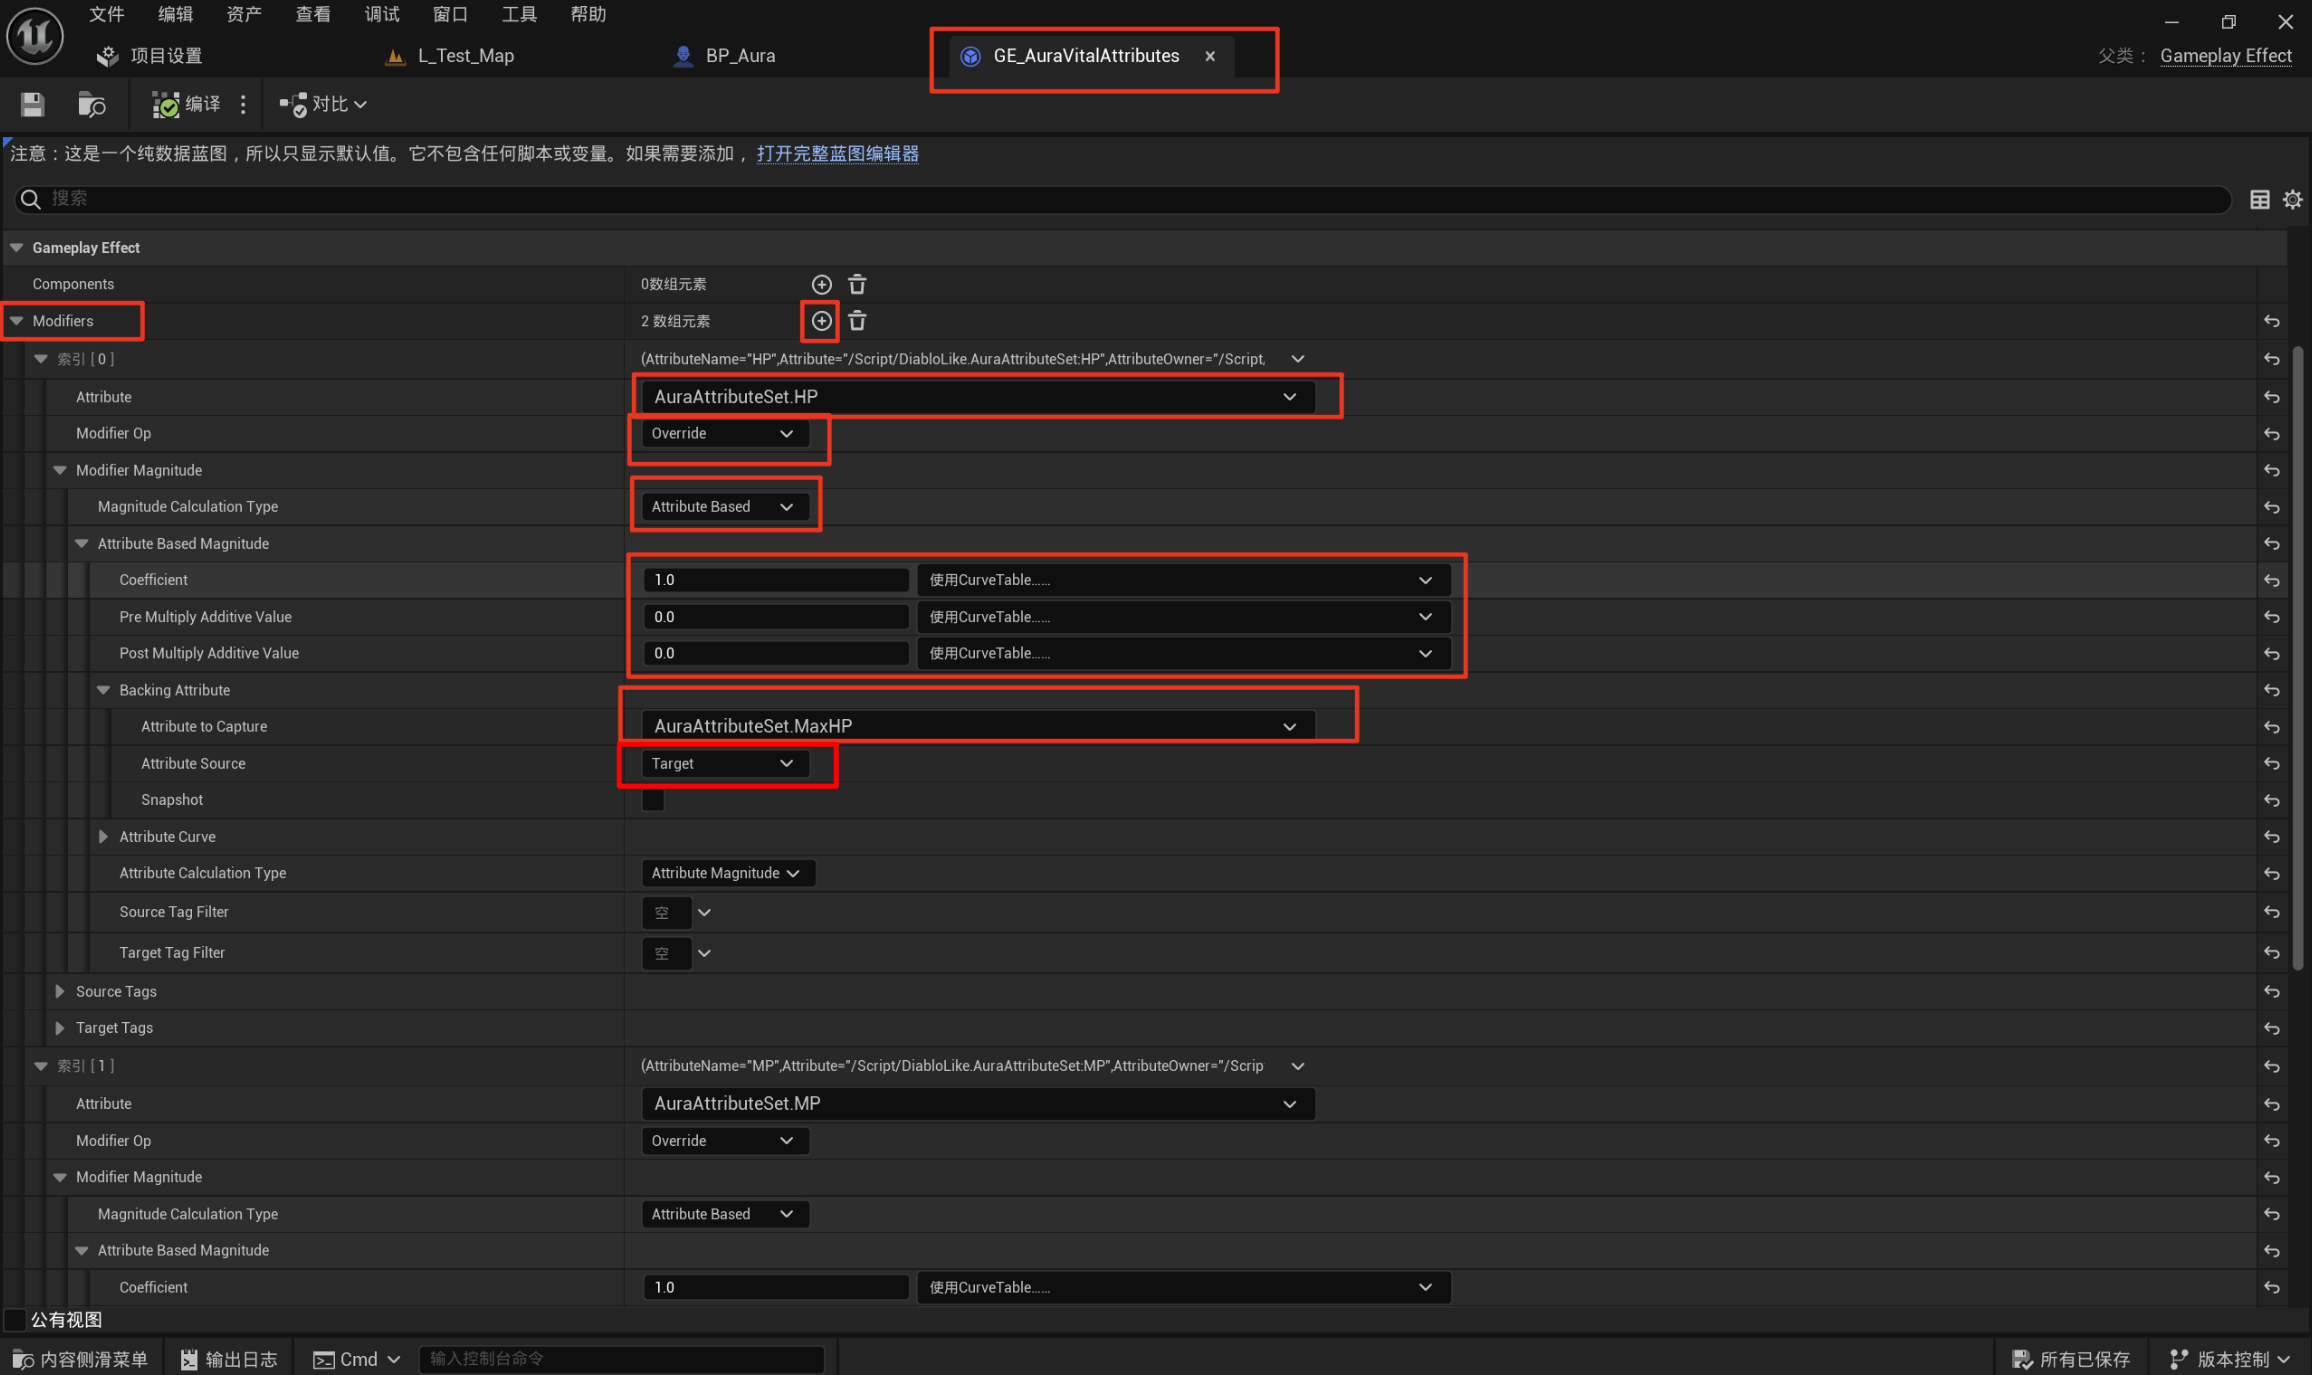 文件 编辑 资产 查看 调试 窗口 工具 帮助
项目设置 L_Test_Map BP_Aura GE_AuraVitalAttributes 父类： Gameplay Effect
编译 对比
注意：这是一个纯数据蓝图，所以只显示默认值。它不包含任何脚本或变量。如果需要添加， 打开完整蓝图编辑器
搜索
Gameplay Effect
Components 0数组元素
Modifiers 2 数组元素
索引 [ 0 ] (AttributeName="HP",Attribute="/Script/DiabloLike.AuraAttributeSet:HP",AttributeOwner="/Script,
Attribute AuraAttributeSet.HP
Modifier Op Override
Modifier Magnitude
Magnitude Calculation Type Attribute Based
Attribute Based Magnitude
Coefficient 1.0 使用CurveTable……
Pre Multiply Additive Value 0.0 使用CurveTable……
Post Multiply Additive Value 0.0 使用CurveTable……
Backing Attribute
Attribute to Capture AuraAttributeSet.MaxHP
Attribute Source Target
Snapshot
Attribute Curve
Attribute Calculation Type Attribute Magnitude
Source Tag Filter 空
Target Tag Filter 空
Source Tags
Target Tags
索引 [ 1 ] (AttributeName="MP",Attribute="/Script/DiabloLike.AuraAttributeSet:MP",AttributeOwner="/Scrip
Attribute AuraAttributeSet.MP
Modifier Op Override
Modifier Magnitude
Magnitude Calculation Type Attribute Based
Attribute Based Magnitude
Coefficient 1.0 使用CurveTable……
公有视图
内容侧滑菜单 输出日志 Cmd 输入控制台命令 所有已保存 版本控制